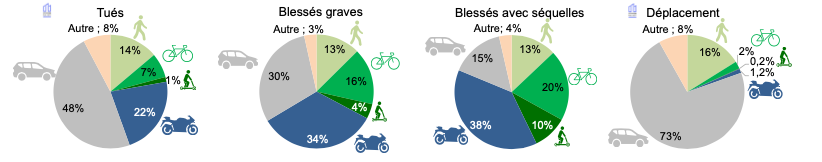 Tués
Autre ; 8%
14%
7%
1%
22%
48%
Blessés graves
Autre ; 3%
13%
16%
4%
34%
30%
Blessés avec séquelles
Autre; 4%
13%
20%
10%
38%
15%
Déplacement
Autre ; 8%
16%
2%
0,2%
1,2%
73%